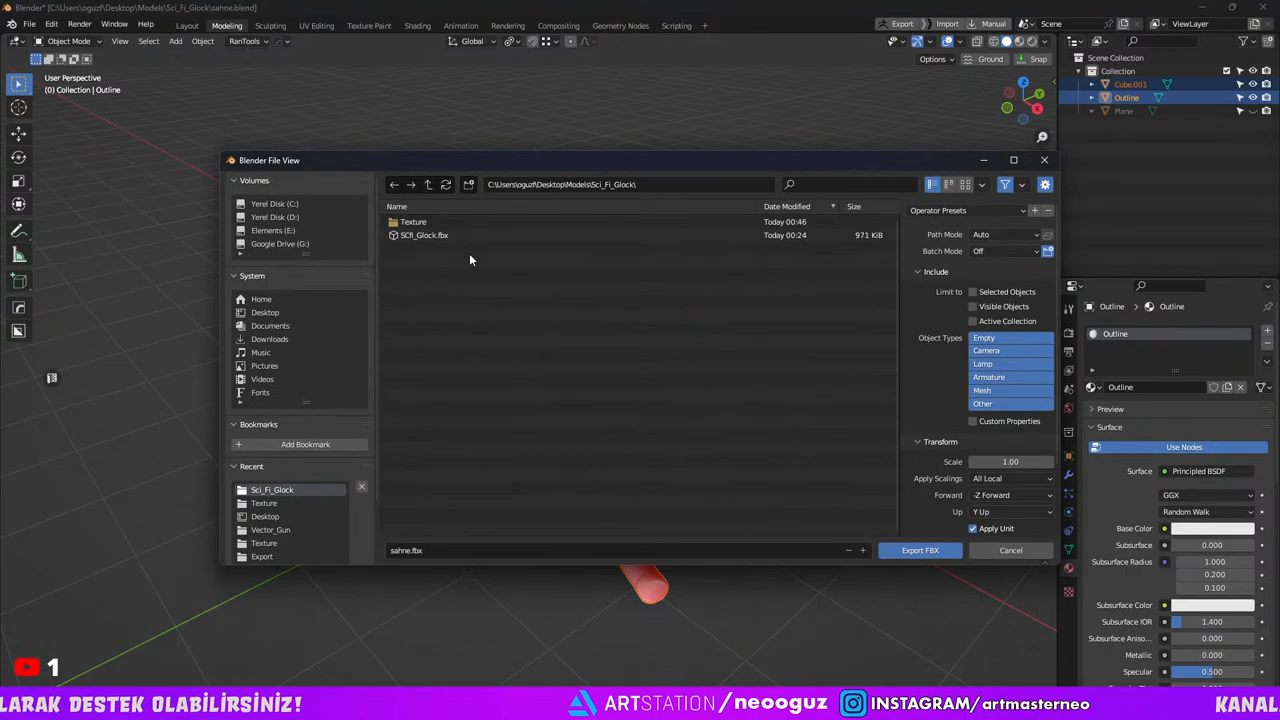 Blender* [C:\Users\oguzf\Desktop\Models\Sci_Fi_Glock\sahne.blend]
File Edit Render Window Help Layout Modeling Sculpting UV Editing Texture Paint Shading Animation Rendering Compositing Geometry Nodes Scripting Export Import Manual Scene ViewLayer
Object Mode View Select Add Object RanTools Global
Options Ground Snap
User Perspective
(0) Collection | Outline
Scene Collection
Collection
Cube.001
Outline
Plane
Blender File View
Volumes
Yerel Disk (C:)
Yerel Disk (D:)
Elements (E:)
Google Drive (G:)
System
Home
Desktop
Documents
Downloads
Music
Pictures
Videos
Fonts
Bookmarks
Add Bookmark
Recent
Sci_Fi_Glock
Texture
Desktop
Vector_Gun
Texture
Export
C:\Users\oguzf\Desktop\Models\Sci_Fi_Glock\
Name Date Modified Size
Texture Today 00:46
SCfi_Glock.fbx Today 00:24 971 KiB
sahne.fbx
Export FBX Cancel
Operator Presets
Path Mode Auto
Batch Mode Off
Include
Limit to Selected Objects
Visible Objects
Active Collection
Object Types Empty
Camera
Lamp
Armature
Mesh
Other
Custom Properties
Transform
Scale 1.00
Apply Scalings All Local
Forward -Z Forward
Up Y Up
Apply Unit
Outline Outline
Outline
Outline
Preview
Surface
Use Nodes
Surface Principled BSDF
GGX
Random Walk
Base Color
Subsurface 0.000
Subsurface Radius 1.000
0.200
0.100
Subsurface Color
Subsurface IOR 1.400
Subsurface Aniso... 0.000
Metallic 0.000
Specular 0.500
1
LARAK DESTEK OLABİLİRSİNİZ! ARTSTATION/neooguz INSTAGRAM/artmasterneo KANAL